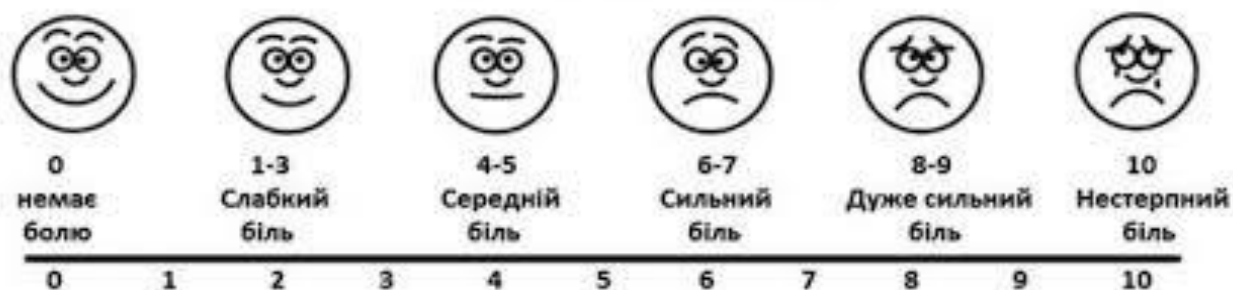 0 1-3 4-5 6-7 8-9 10
немає Слабкий Середній Сильний Дуже сильний Нестерпний
болю біль біль біль біль біль
0 1 2 3 4 5 6 7 8 9 10